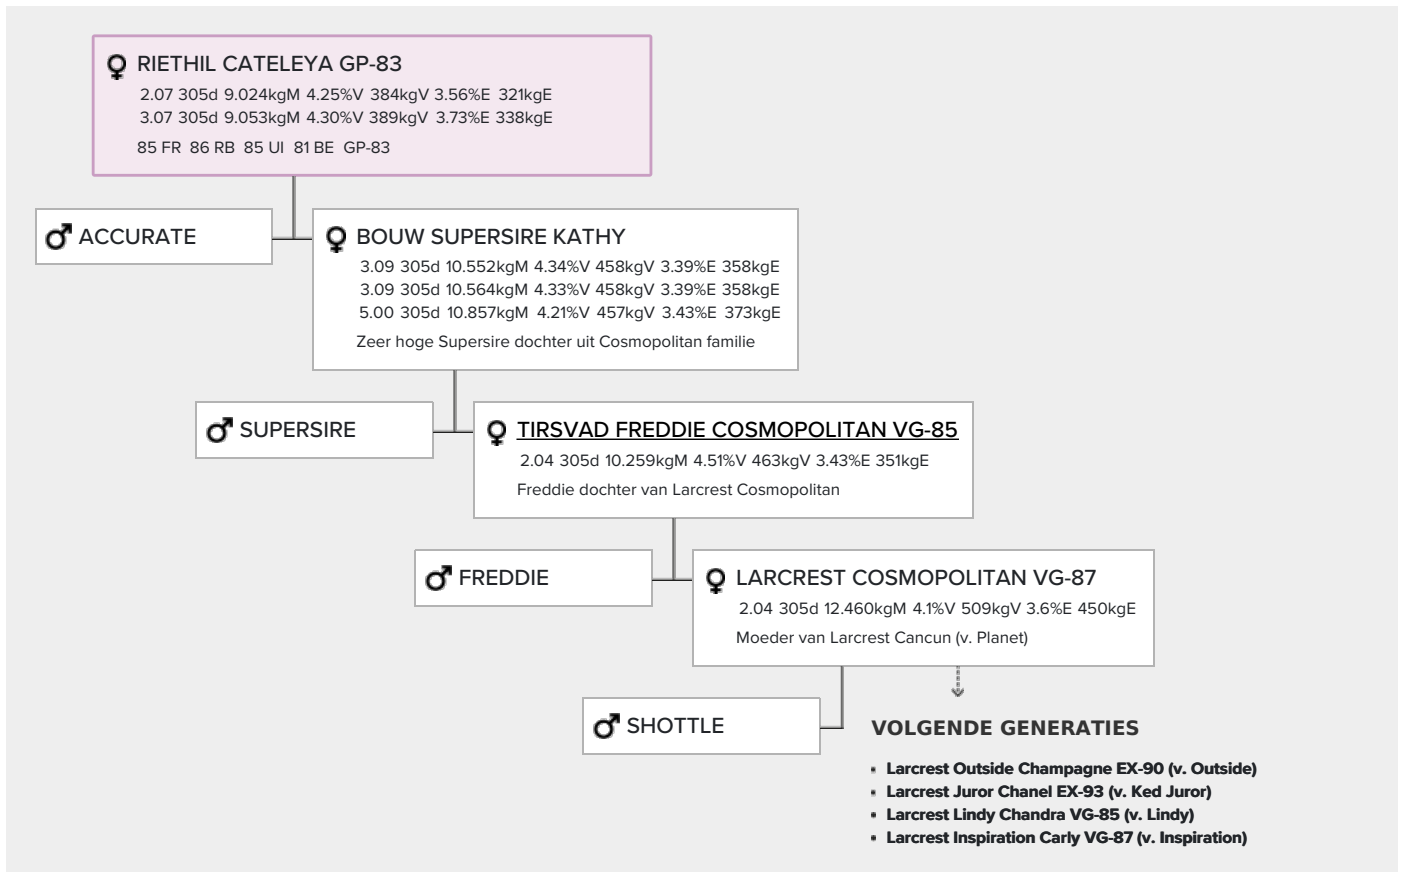 RIETHIL CATELEYA GP-83
2.07 305d 9.024kgM 4.25%V 384kgV 3.56%E 321kgE
3.07 305d 9.053kgM 4.30%V 389kgV 3.73%E 338kgE
85 FR 86 RB 85 UI 81 BE GP-83
ACCURATE
BOUW SUPERSIRE KATHY
3.09 305d 10.552kgM 4.34%V 458kgV 3.39%E 358kgE
3.09 305d 10.564kgM 4.33%V 458kgV 3.39%E 358kgE
5.00 305d 10.857kgM 4.21%V 457kgV 3.43%E 373kgE
Zeer hoge Supersire dochter uit Cosmopolitan familie
SUPERSIRE
TIRSVAD FREDDIE COSMOPOLITAN VG-85
2.04 305d 10.259kgM 4.51%V 463kgV 3.43%E 351kgE
Freddie dochter van Larcrest Cosmopolitan
FREDDIE
LARCREST COSMOPOLITAN VG-87
2.04 305d 12.460kgM 4.1%V 509kgV 3.6%E 450kgE
Moeder van Larcrest Cancun (v. Planet)
SHOTTLE
VOLGENDE GENERATIES
▪ Larcrest Outside Champagne EX-90 (v. Outside)
▪ Larcrest Juror Chanel EX-93 (v. Ked Juror)
▪ Larcrest Lindy Chandra VG-85 (v. Lindy)
▪ Larcrest Inspiration Carly VG-87 (v. Inspiration)